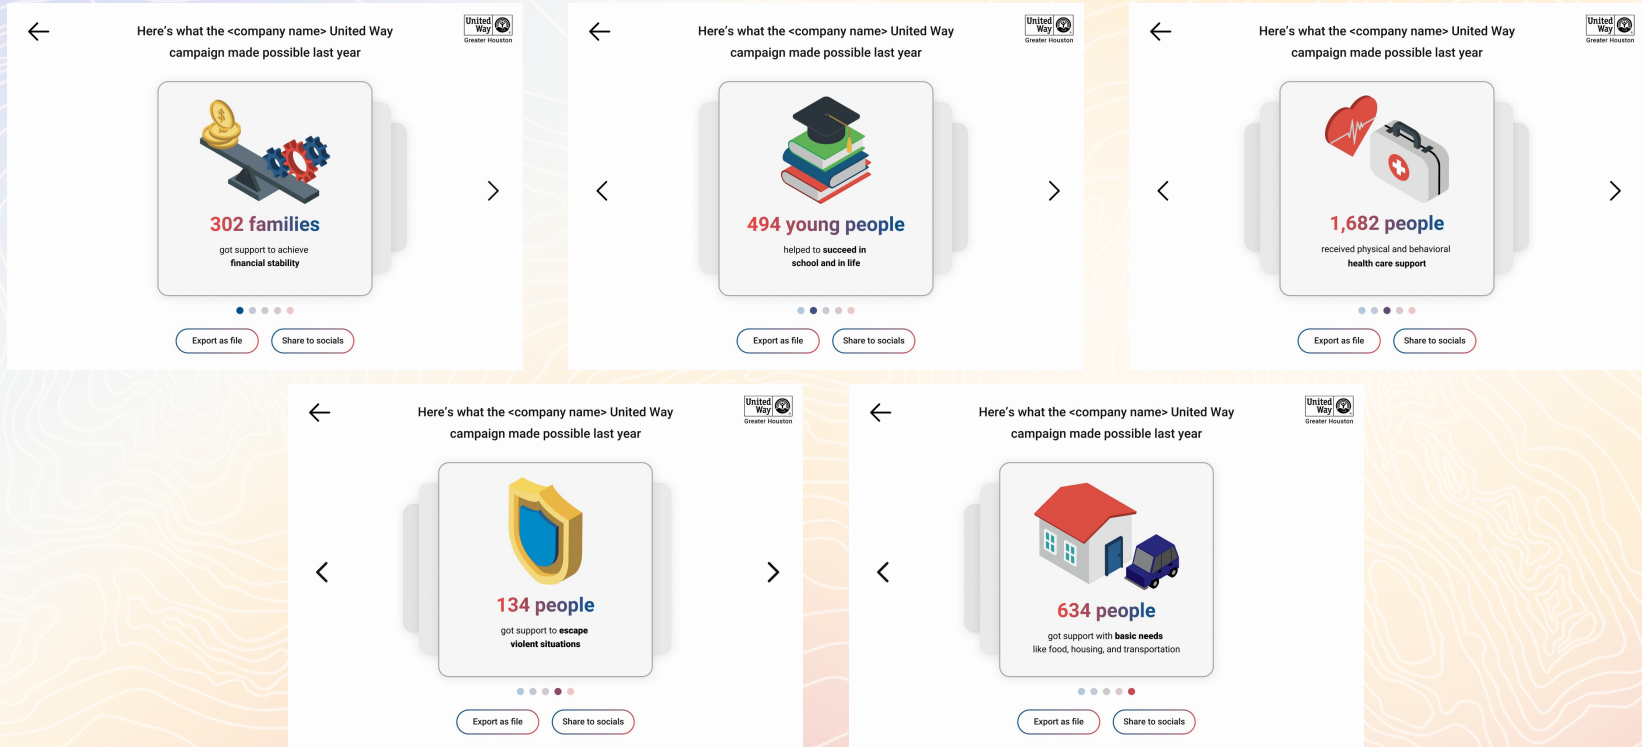 Here's what the <company name> United Way
campaign made possible last year
United
Way
Greater Houston
$
302 families
got support to achieve
financial stability
Export as file
Share to socials
Here's what the <company name> United Way
campaign made possible last year
United
Way
Greater Houston
494 young people
helped to succeed in
school and in life
Export as file
Share to socials
Here's what the <company name> United Way
campaign made possible last year
United
Way
Greater Houston
1,682 people
received physical and behavioral
health care support
Export as file
Share to socials
Here's what the <company name> United Way
campaign made possible last year
United
Way
Greater Houston
134 people
got support to escape
violent situations
Export as file
Share to socials
Here's what the <company name> United Way
campaign made possible last year
United
Way
Greater Houston
634 people
got support with basic needs
like food, housing, and transportation
Export as file
Share to socials